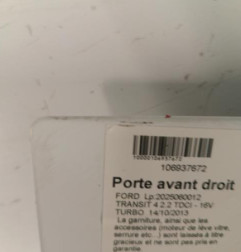 106937672
Porte avant droit
FORD Lp.2025060012
TRANSIT 4 2.2 TDCI - 16V
TURBO 14/10/2013
La garniture, ainsi que les
accessoires (moteur de lève vitre,
serrure etc...) sont laissés à titre
gracieux et ne sont pas pris en
garantie.